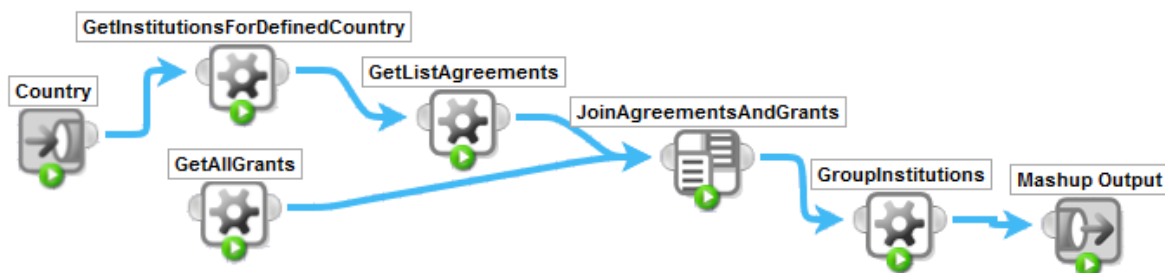 GetInstitutionsForDefinedCountry
GetListAgreements
Country
JoinAgreementsAndGrants
GetAllGrants
GroupInstitutions
Mashup Output